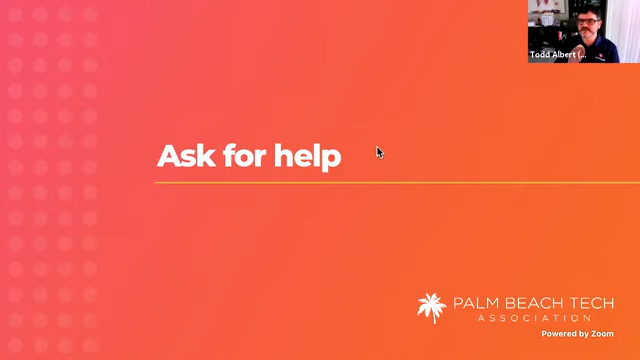 Todd Albert (...
Ask for help
PALM BEACH TECH
ASSOCIATION
Powered by Zoom